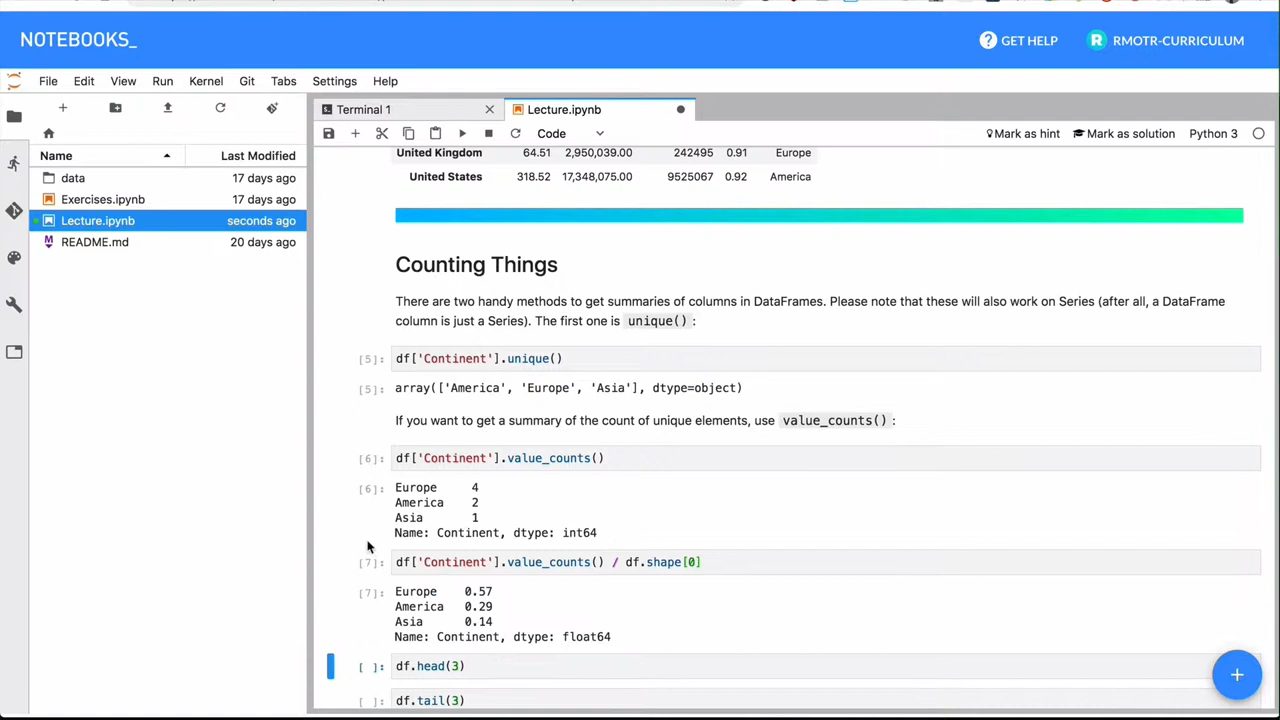 NOTEBOOKS_
GET HELP
R RMOTR-CURRICULUM
File Edit View Run Kernel Git Tabs Settings Help
Terminal 1
Lecture.ipynb
Code
Mark as hint
Mark as solution
Python 3
Name Last Modified
data 17 days ago
Exercises.ipynb 17 days ago
Lecture.ipynb seconds ago
README.md 20 days ago
United Kingdom 64.51 2,950,039.00 242495 0.91 Europe
United States 318.52 17,348,075.00 9525067 0.92 America
Counting Things
There are two handy methods to get summaries of columns in DataFrames. Please note that these will also work on Series (after all, a DataFrame
column is just a Series). The first one is unique() :
[5]: df['Continent'].unique()
[5]: array(['America', 'Europe', 'Asia'], dtype=object)
If you want to get a summary of the count of unique elements, use value_counts() :
[6]: df['Continent'].value_counts()
[6]: Europe 4
America 2
Asia 1
Name: Continent, dtype: int64
[7]: df['Continent'].value_counts() / df.shape[0]
[7]: Europe 0.57
America 0.29
Asia 0.14
Name: Continent, dtype: float64
[ ]: df.head(3)
[ ]: df.tail(3)